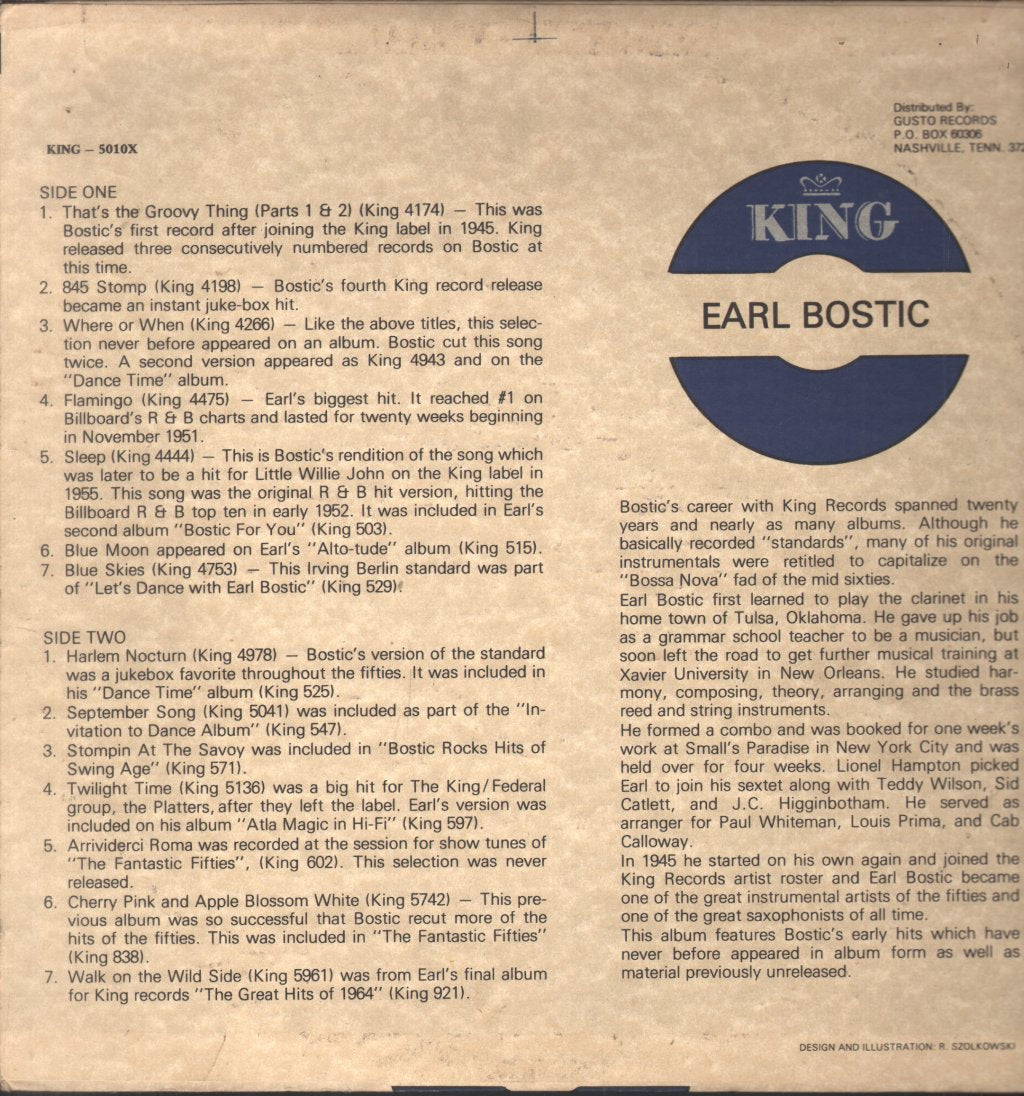 KING – 5010X
SIDE ONE
1. That's the Groovy Thing (Parts 1 & 2) (King 4174) – This was
Bostic's first record after joining the King label in 1945. King
released three consecutively numbered records on Bostic at
this time.
2. 845 Stomp (King 4198) – Bostic's fourth King record release
became an instant juke-box hit.
3. Where or When (King 4266) – Like the above titles, this selec-
tion never before appeared on an album. Bostic cut this song
twice. A second version appeared as King 4943 and on the
"Dance Time" album.
4. Flamingo (King 4475) – Earl's biggest hit. It reached #1 on
Billboard's R & B charts and lasted for twenty weeks beginning
in November 1951.
5. Sleep (King 4444) – This is Bostic's rendition of the song which
was later to be a hit for Little Willie John on the King label in
1955. This song was the original R & B hit version, hitting the
Billboard R & B top ten in early 1952. It was included in Earl's
second album "Bostic For You" (King 503).
6. Blue Moon appeared on Earl's "Alto-tude" album (King 515).
7. Blue Skies (King 4753) – This Irving Berlin standard was part
of "Let's Dance with Earl Bostic" (King 529).
SIDE TWO
1. Harlem Nocturn (King 4978) – Bostic's version of the standard
was a jukebox favorite throughout the fifties. It was included in
his "Dance Time" album (King 525).
2. September Song (King 5041) was included as part of the "In-
vitation to Dance Album" (King 547).
3. Stompin At The Savoy was included in "Bostic Rocks Hits of
Swing Age" (King 571).
4. Twilight Time (King 5136) was a big hit for The King/Federal
group, the Platters, after they left the label. Earl's version was
included on his album "Atla Magic in Hi-Fi" (King 597).
5. Arrividerci Roma was recorded at the session for show tunes of
"The Fantastic Fifties", (King 602). This selection was never
released.
6. Cherry Pink and Apple Blossom White (King 5742) – This pre-
vious album was so successful that Bostic recut more of the
hits of the fifties. This was included in "The Fantastic Fifties"
(King 838).
7. Walk on the Wild Side (King 5961) was from Earl's final album
for King records "The Great Hits of 1964" (King 921).
Distributed By:
GUSTO RECORDS
P.O. BOX 60306
NASHVILLE, TENN. 372
KING
EARL BOSTIC
Bostic's career with King Records spanned twenty
years and nearly as many albums. Although he
basically recorded "standards", many of his original
instrumentals were retitled to capitalize on the
"Bossa Nova" fad of the mid sixties.
Earl Bostic first learned to play the clarinet in his
home town of Tulsa, Oklahoma. He gave up his job
as a grammar school teacher to be a musician, but
soon left the road to get further musical training at
Xavier University in New Orleans. He studied har-
mony, composing, theory, arranging and the brass
reed and string instruments.
He formed a combo and was booked for one week's
work at Small's Paradise in New York City and was
held over for four weeks. Lionel Hampton picked
Earl to join his sextet along with Teddy Wilson, Sid
Catlett, and J.C. Higginbotham. He served as
arranger for Paul Whiteman, Louis Prima, and Cab
Calloway.
In 1945 he started on his own again and joined the
King Records artist roster and Earl Bostic became
one of the great instrumental artists of the fifties and
one of the great saxophonists of all time.
This album features Bostic's early hits which have
never before appeared in album form as well as
material previously unreleased.
DESIGN AND ILLUSTRATION: R. SZOLKOWSKI